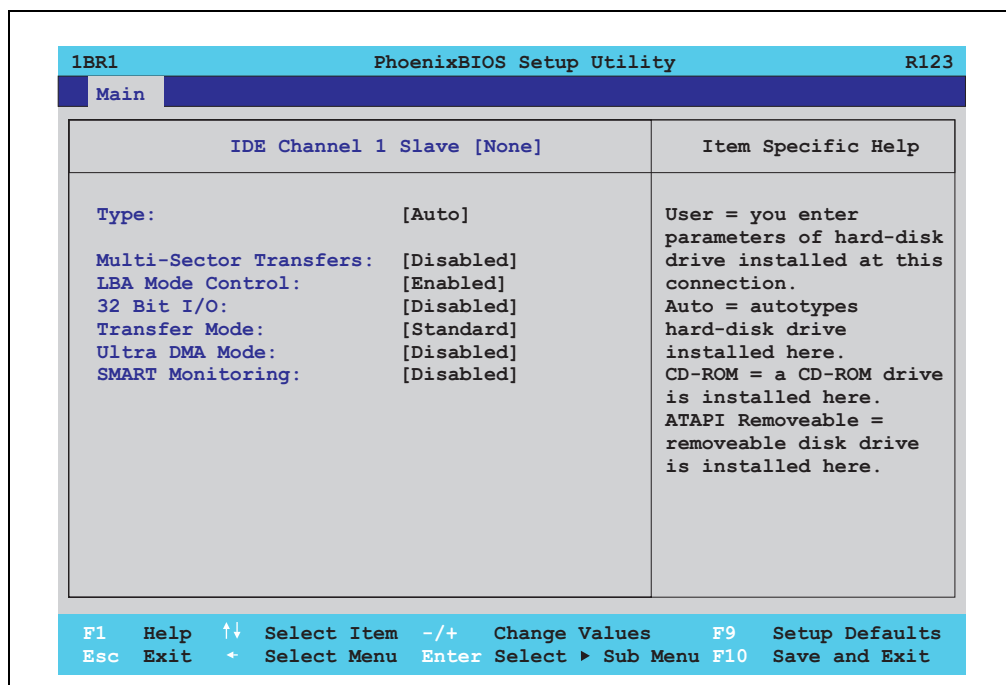 1BR1 PhoenixBIOS Setup Utility R123
Main
IDE Channel 1 Slave [None]
Type: [Auto]
Multi-Sector Transfers: [Disabled]
LBA Mode Control: [Enabled]
32 Bit I/O: [Disabled]
Transfer Mode: [Standard]
Ultra DMA Mode: [Disabled]
SMART Monitoring: [Disabled]
Item Specific Help
User = you enter
parameters of hard-disk
drive installed at this
connection.
Auto = autotypes
hard-disk drive
installed here.
CD-ROM = a CD-ROM drive
is installed here.
ATAPI Removeable =
removeable disk drive
is installed here.
F1 Help ↑↓ Select Item -/+ Change Values F9 Setup Defaults
Esc Exit ← Select Menu Enter Select ▶ Sub Menu F10 Save and Exit